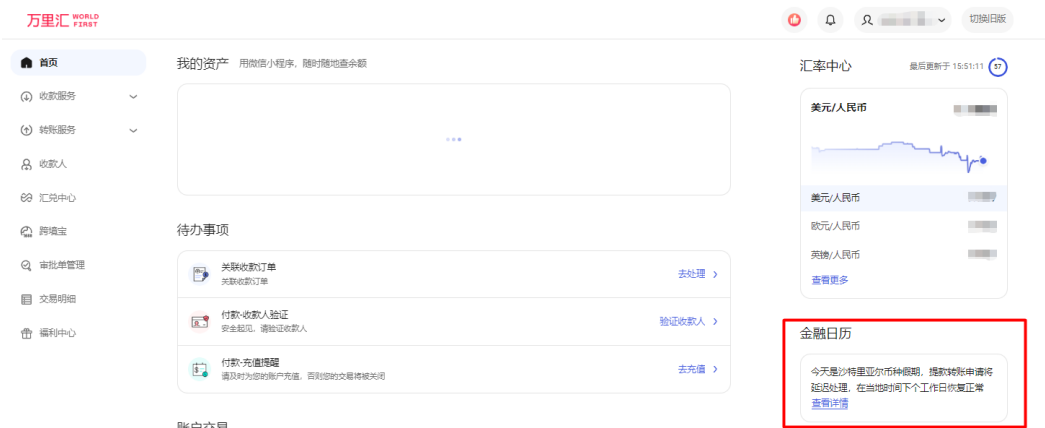 万里汇 WORLD FIRST
切换旧版
首页
收款服务
转账服务
收款人
汇兑中心
跨境宝
审批单管理
交易明细
福利中心
我的资产 用微信小程序，随时随地查余额
待办事项
关联收款订单
关联收款订单
去处理
付款-收款人验证
安全起见，请验证收款人
验证收款人
付款-充值提醒
请及时为您的账户充值，否则您的交易将被关闭
去充值
账户交易
汇率中心 最后更新于 15:51:11 57
美元/人民币
美元/人民币
欧元/人民币
英镑/人民币
查看更多
金融日历
今天是沙特里亚尔币种假期，提款转账申请将
延迟处理，在当地时间下个工作日恢复正常
查看详情